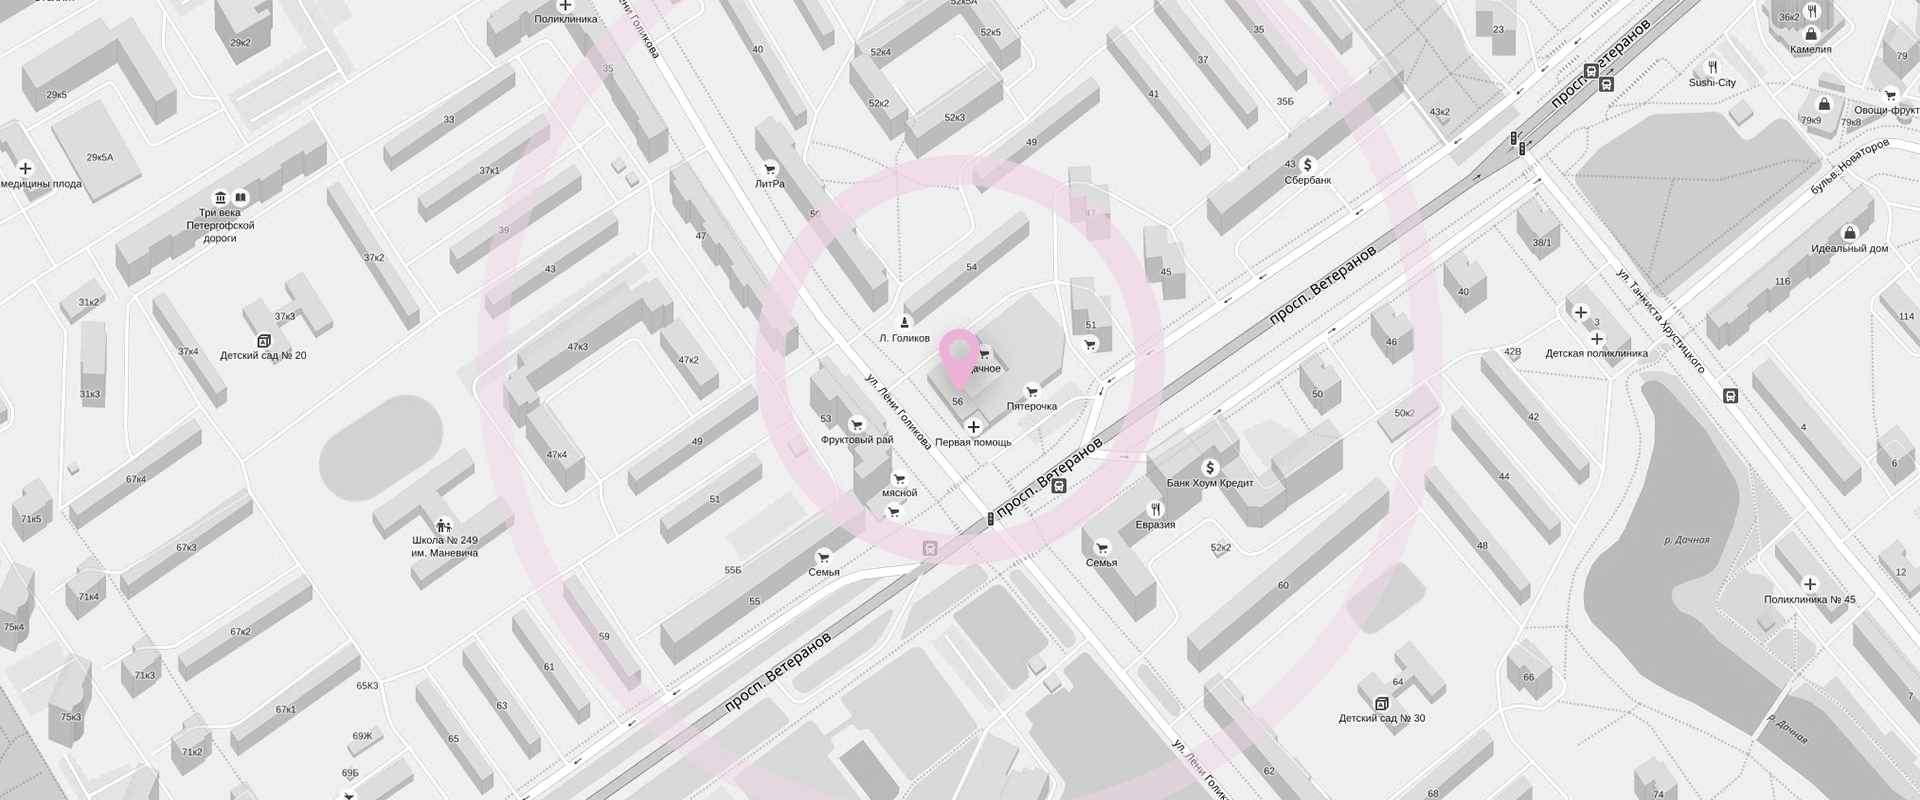 Поликлиника
52к5А
29к2
40
52к4
52к5
35
37
23
36к2
Камелия
79
29к5
35
33
52к2
52к3
41
35Б
43к2
просп. Ветеранов
Sushi-City
Овощи-фрукт
79к9
79к8
29к5А
медицины плода
37к1
ЛитРа
49
43
Сбербанк
бульв. Новаторов
Три века
Петергофской
дороги
39
47
50
47
38/1
Идеальный дом
37к2
43
54
45
просп. Ветеранов
40
116
31к2
37к3
Детский сад № 20
37к4
47к3
47к2
Л. Голиков
51
46
3
Детская поликлиника
ул. Танкиста Хрустицкого
114
42В
31к3
56
Пятерочка
Первая помощь
ул. Лёни Голикова
50
50к2
42
4
53
Фруктовый рай
49
47к4
67к4
6
71к5
мясной
51
просп. Ветеранов
Банк Хоум Кредит
44
Евразия
Школа № 249
им. Маневича
67к3
52к2
48
р. Дачная
Семья
55Б
Семья
12
71к4
55
60
Поликлиника № 45
75к4
67к2
59
71к3
61
просп. Ветеранов
64
66
65К3
63
67к1
75к3
Детский сад № 30
7
р. Дачная
69Ж
65
71к2
69Б
62
ул. Лёни Голико
68
74